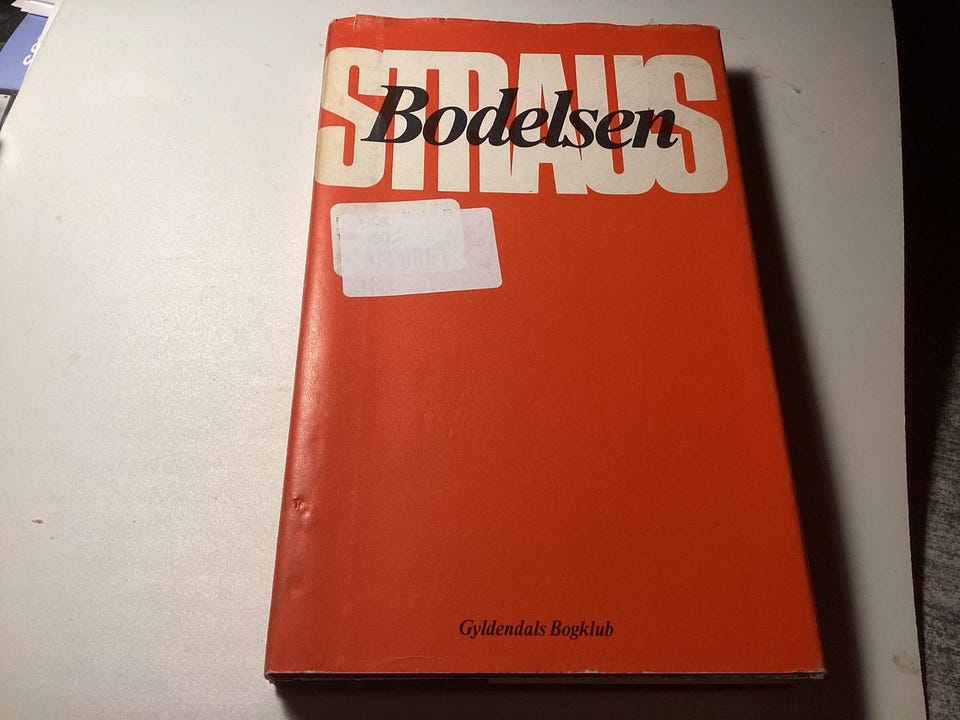 STRAUS
Bodelsen
Gyldendals Bogklub